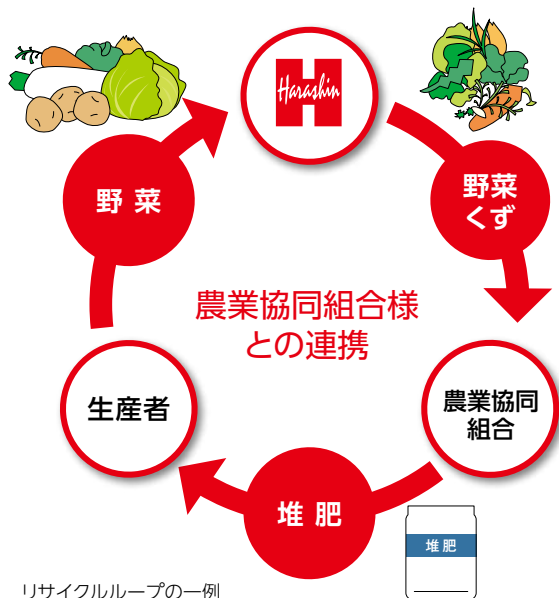 Harashin
H
野菜
野菜
くず
農業協同組合様
との連携
生産者
農業協同
組合
堆肥
堆肥
リサイクルループの一例